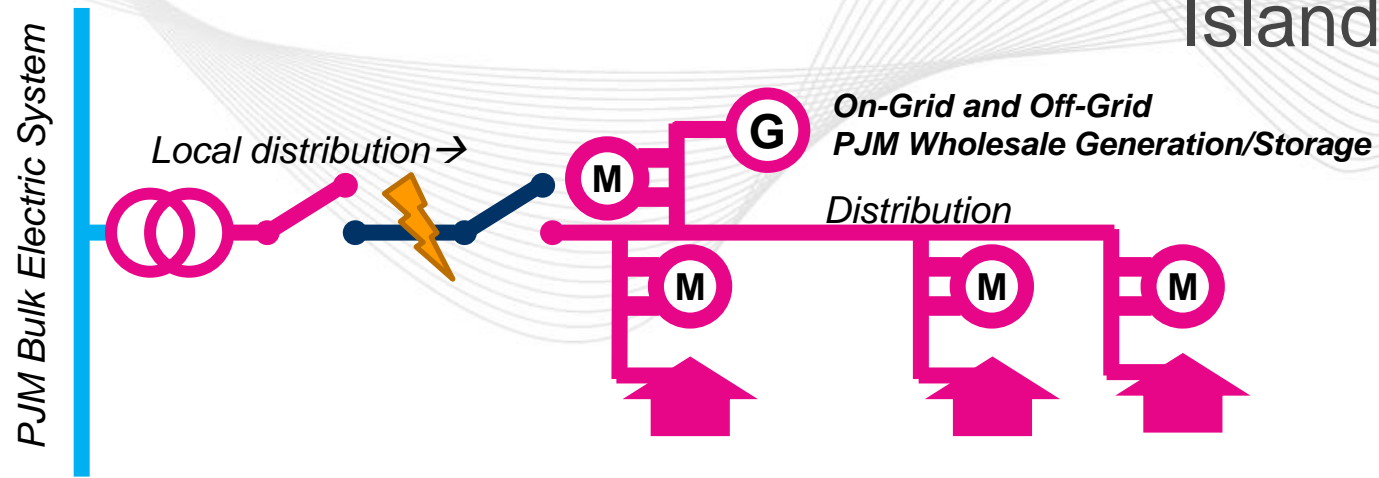 Island
PJM Bulk Electric System
Local distribution→
G
On-Grid and Off-Grid
PJM Wholesale Generation/Storage
M
Distribution
M
M
M